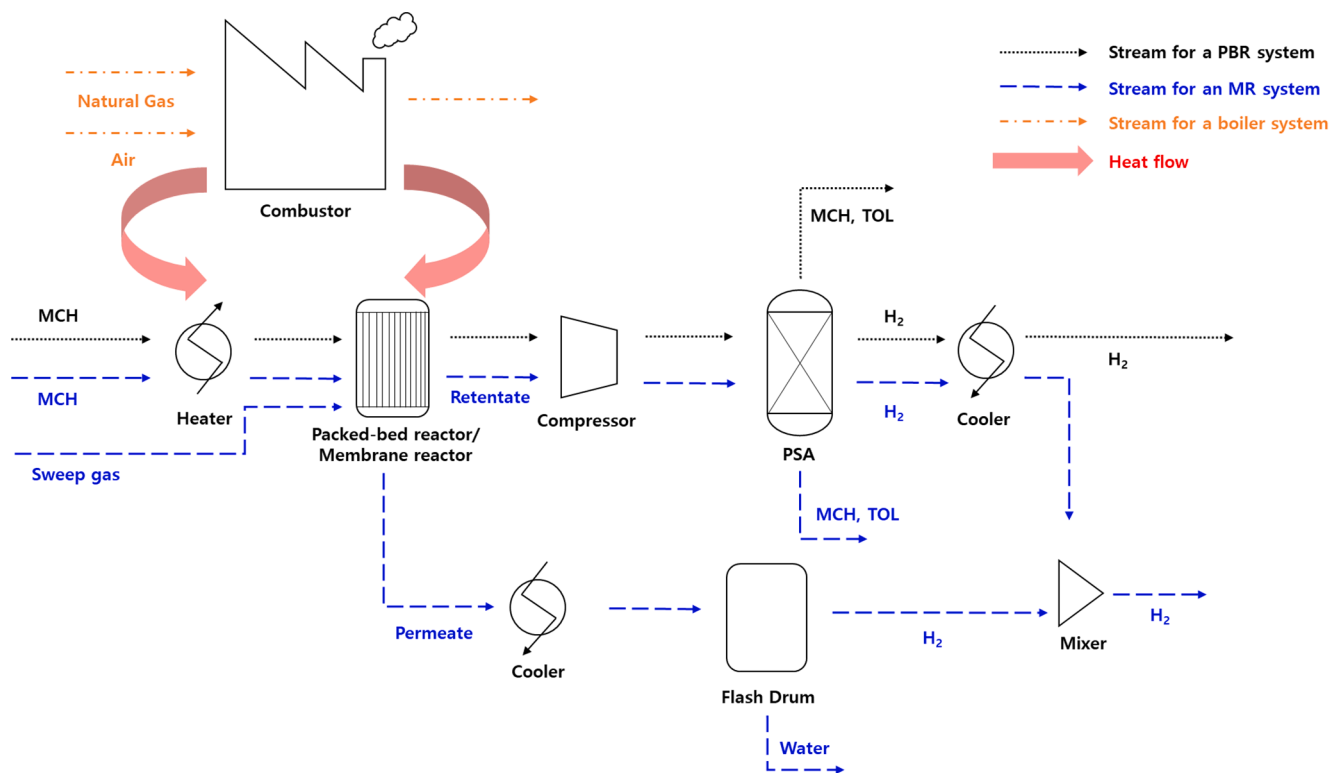 Stream for a PBR system
Stream for an MR system
Stream for a boiler system
Heat flow
Natural Gas
Air
Combustor
MCH, TOL
MCH
H₂
H₂
MCH
Heater
Retentate
Compressor
H₂
Cooler
Packed-bed reactor/
Membrane reactor
PSA
Sweep gas
MCH, TOL
Permeate
Cooler
H₂
Mixer
H₂
Flash Drum
Water